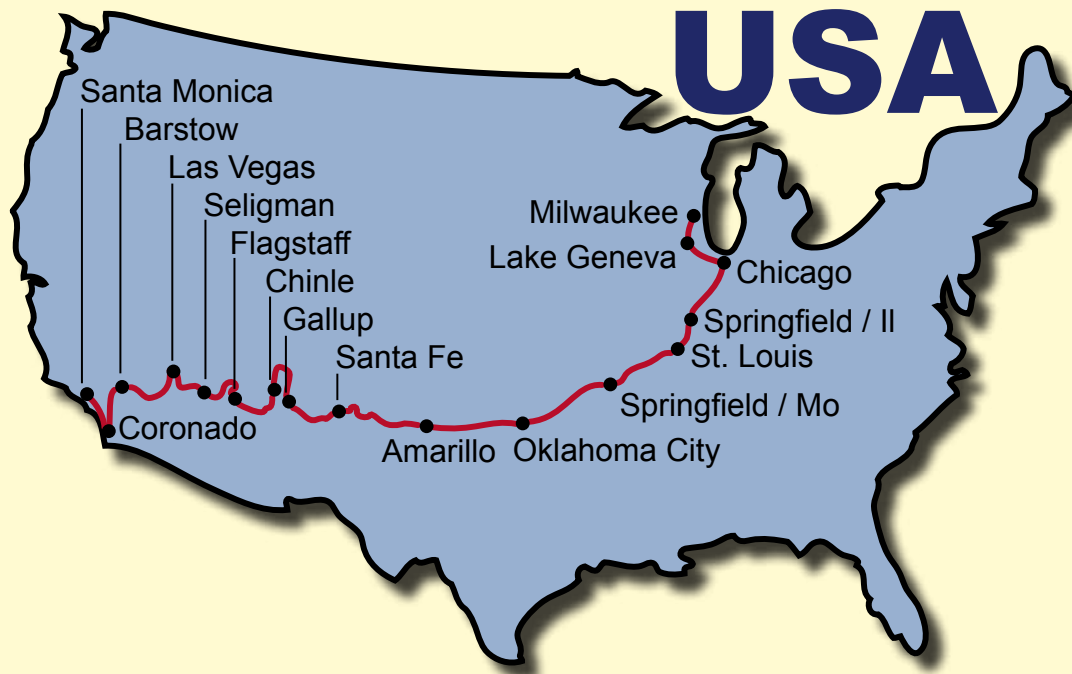 USA
Santa Monica
Barstow
Las Vegas
Seligman
Flagstaff
Chinle
Gallup
Santa Fe
Milwaukee
Lake Geneva
Chicago
Springfield / Il
St. Louis
Springfield / Mo
Coronado
Amarillo
Oklahoma City